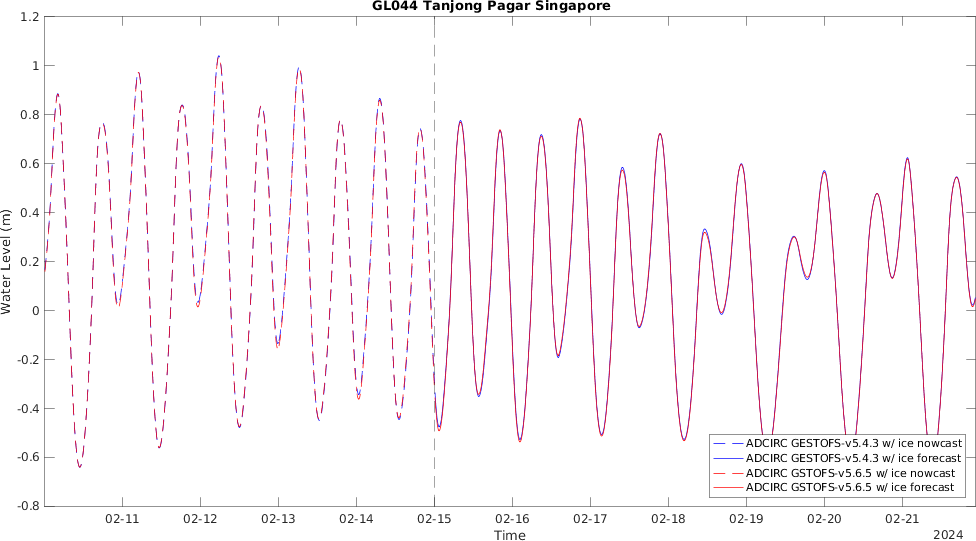 GL044 Tanjong Pagar Singapore
1.2
1
0.8
0.6
0.4
0.2
0
-0.2
-0.4
-0.6
-0.8
Water Level (m)
ADCIRC GESTOFS-v5.4.3 w/ ice nowcast
ADCIRC GESTOFS-v5.4.3 w/ ice forecast
ADCIRC GSTOFS-v5.6.5 w/ ice nowcast
ADCIRC GSTOFS-v5.6.5 w/ ice forecast
02-11 02-12 02-13 02-14 02-15 02-16 02-17 02-18 02-19 02-20 02-21
Time
2024